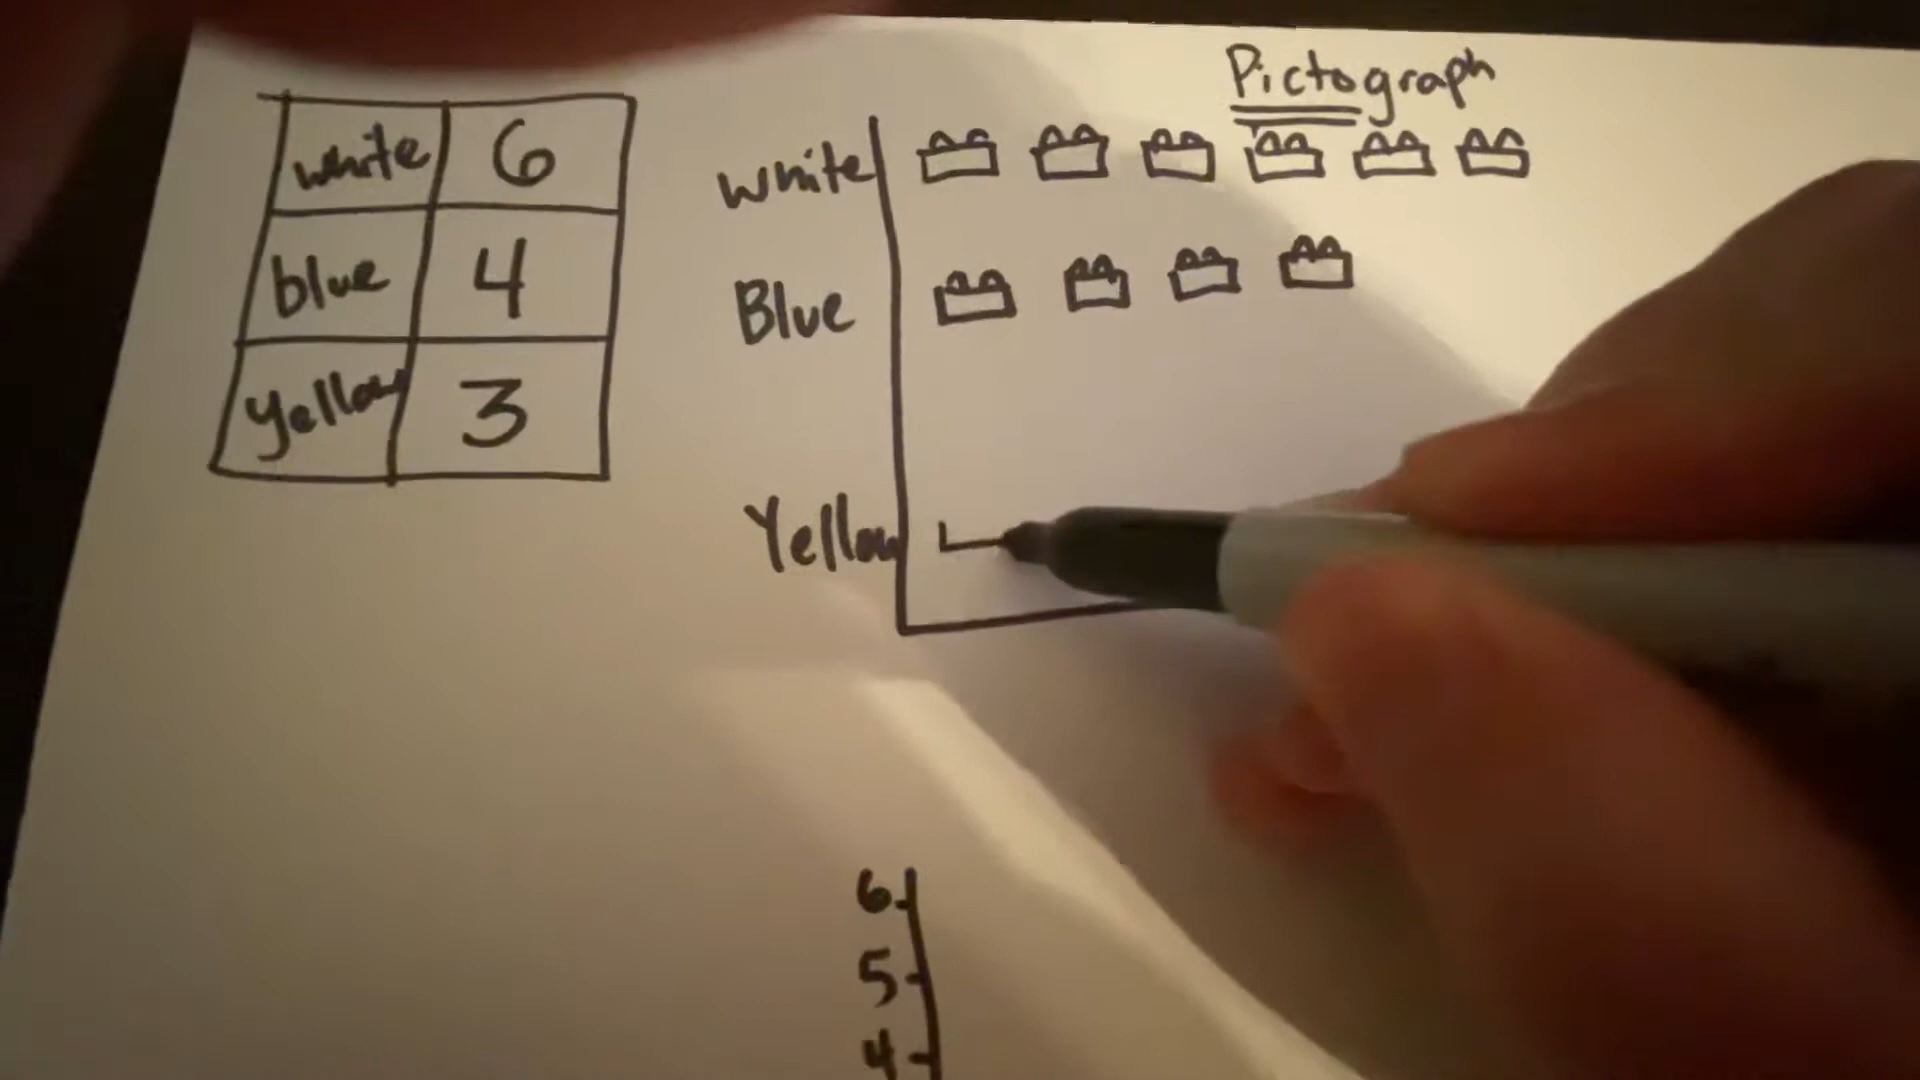 white 6
blue 4
yellow 3
Pictograph
white
Blue
Yellow
6
5
4